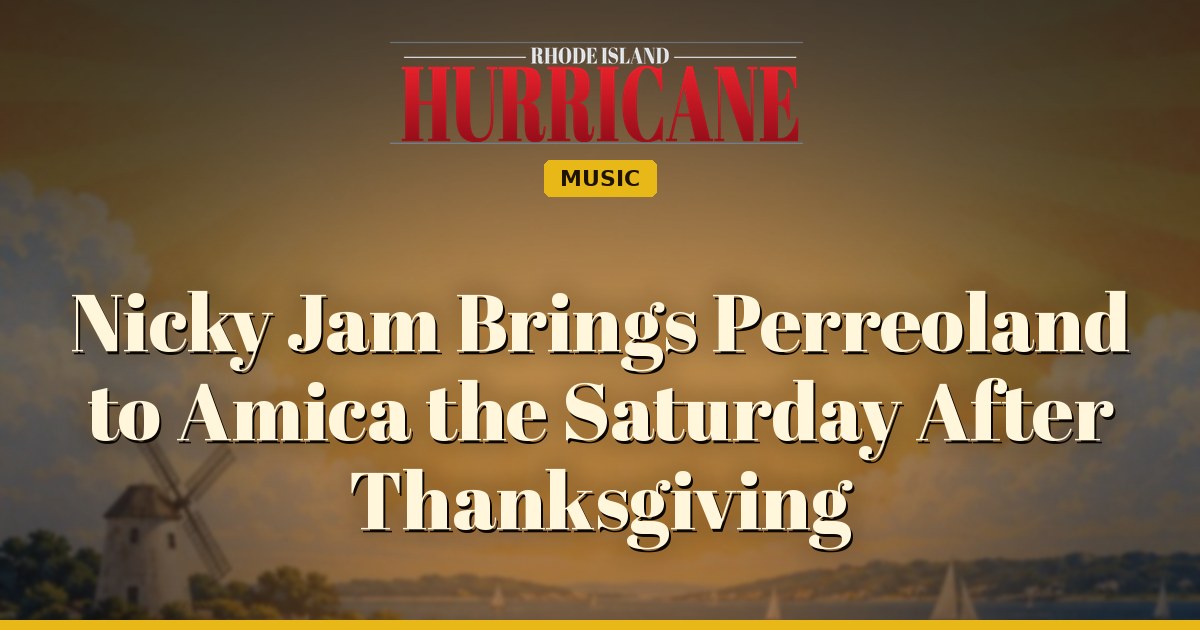 RHODE ISLAND
HURRICANE
MUSIC
Nicky Jam Brings Perreoland
to Amica the Saturday After
Thanksgiving